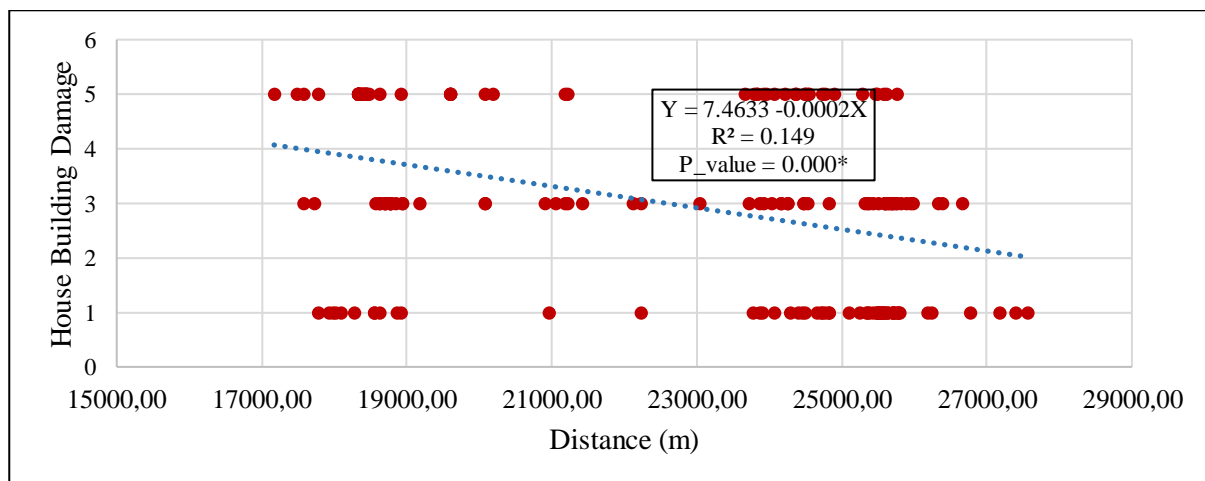 House Building Damage
6
5
4
3
2
1
0
Y = 7.4633 -0.0002X
R² = 0.149
P_value = 0.000*
15000,00 17000,00 19000,00 21000,00 23000,00 25000,00 27000,00 29000,00
Distance (m)